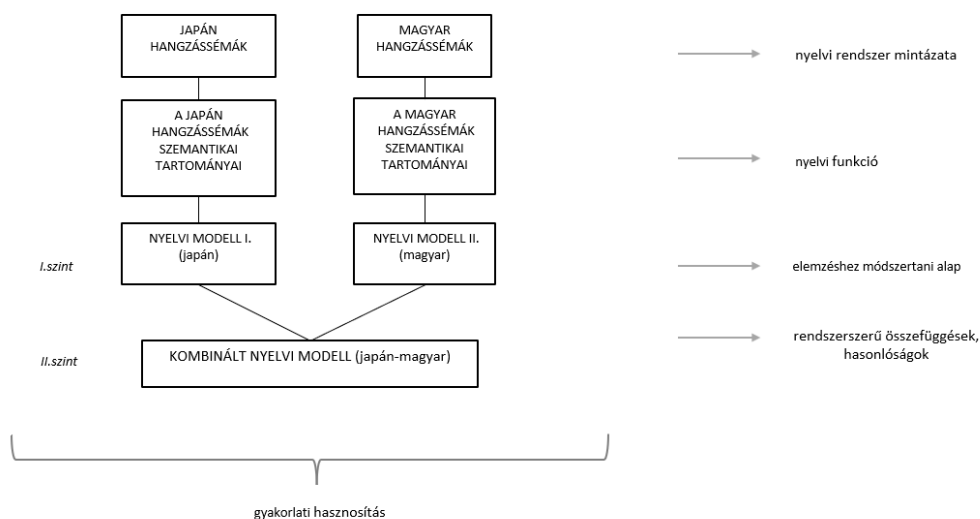 JAPÁN
HANGZÁSSÉMÁK
MAGYAR
HANGZÁSSÉMÁK
nyelvi rendszer mintázata
A JAPÁN
HANGZÁSSÉMÁK
SZEMANTIKAI
TARTOMÁNYAI
A MAGYAR
HANGZÁSSÉMÁK
SZEMANTIKAI
TARTOMÁNYAI
nyelvi funkció
I.szint
NYELVI MODELL I.
(japán)
NYELVI MODELL II.
(magyar)
elemzéshez módszertani alap
II.szint
KOMBINÁLT NYELVI MODELL (japán-magyar)
rendszerszerű összefüggések,
hasonlóságok
gyakorlati hasznosítás